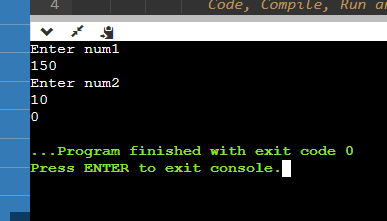 4
Code, Compile, Run an
Enter num1
150
Enter num2
10
0
...Program finished with exit code 0
Press ENTER to exit console.